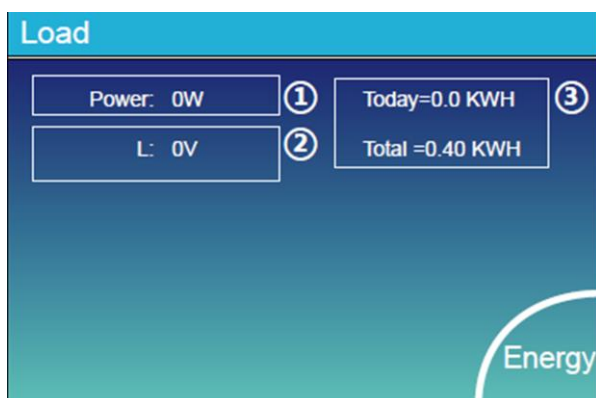 Load
Power: 0W ①
L: 0V ②
Today=0.0 KWH ③
Total =0.40 KWH
Energy